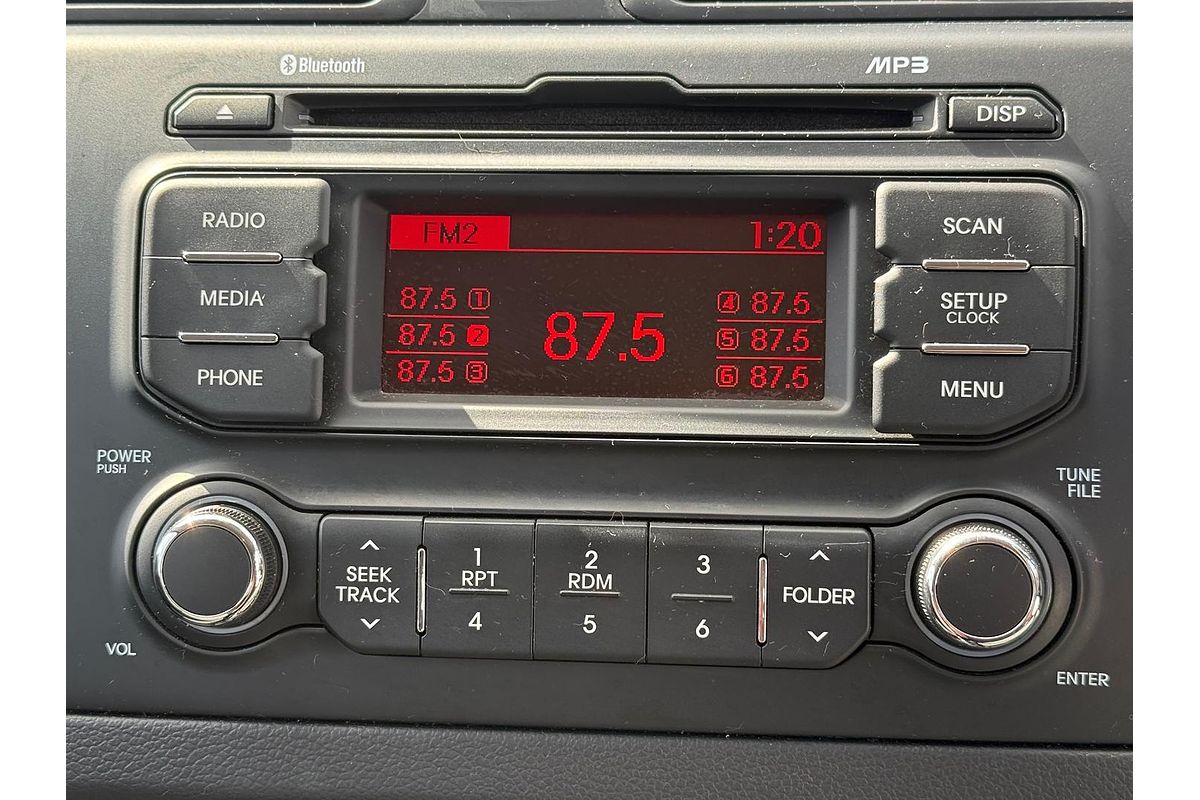 Bluetooth
MP3
DISP
RADIO
MEDIA
PHONE
FM2 1:20
87.5 1
87.5 2
87.5 3
87.5
4 87.5
5 87.5
6 87.5
SCAN
SETUP
CLOCK
MENU
POWER
PUSH
VOL
SEEK
TRACK
1
RPT
4
2
RDM
5
3
6
FOLDER
TUNE
FILE
ENTER